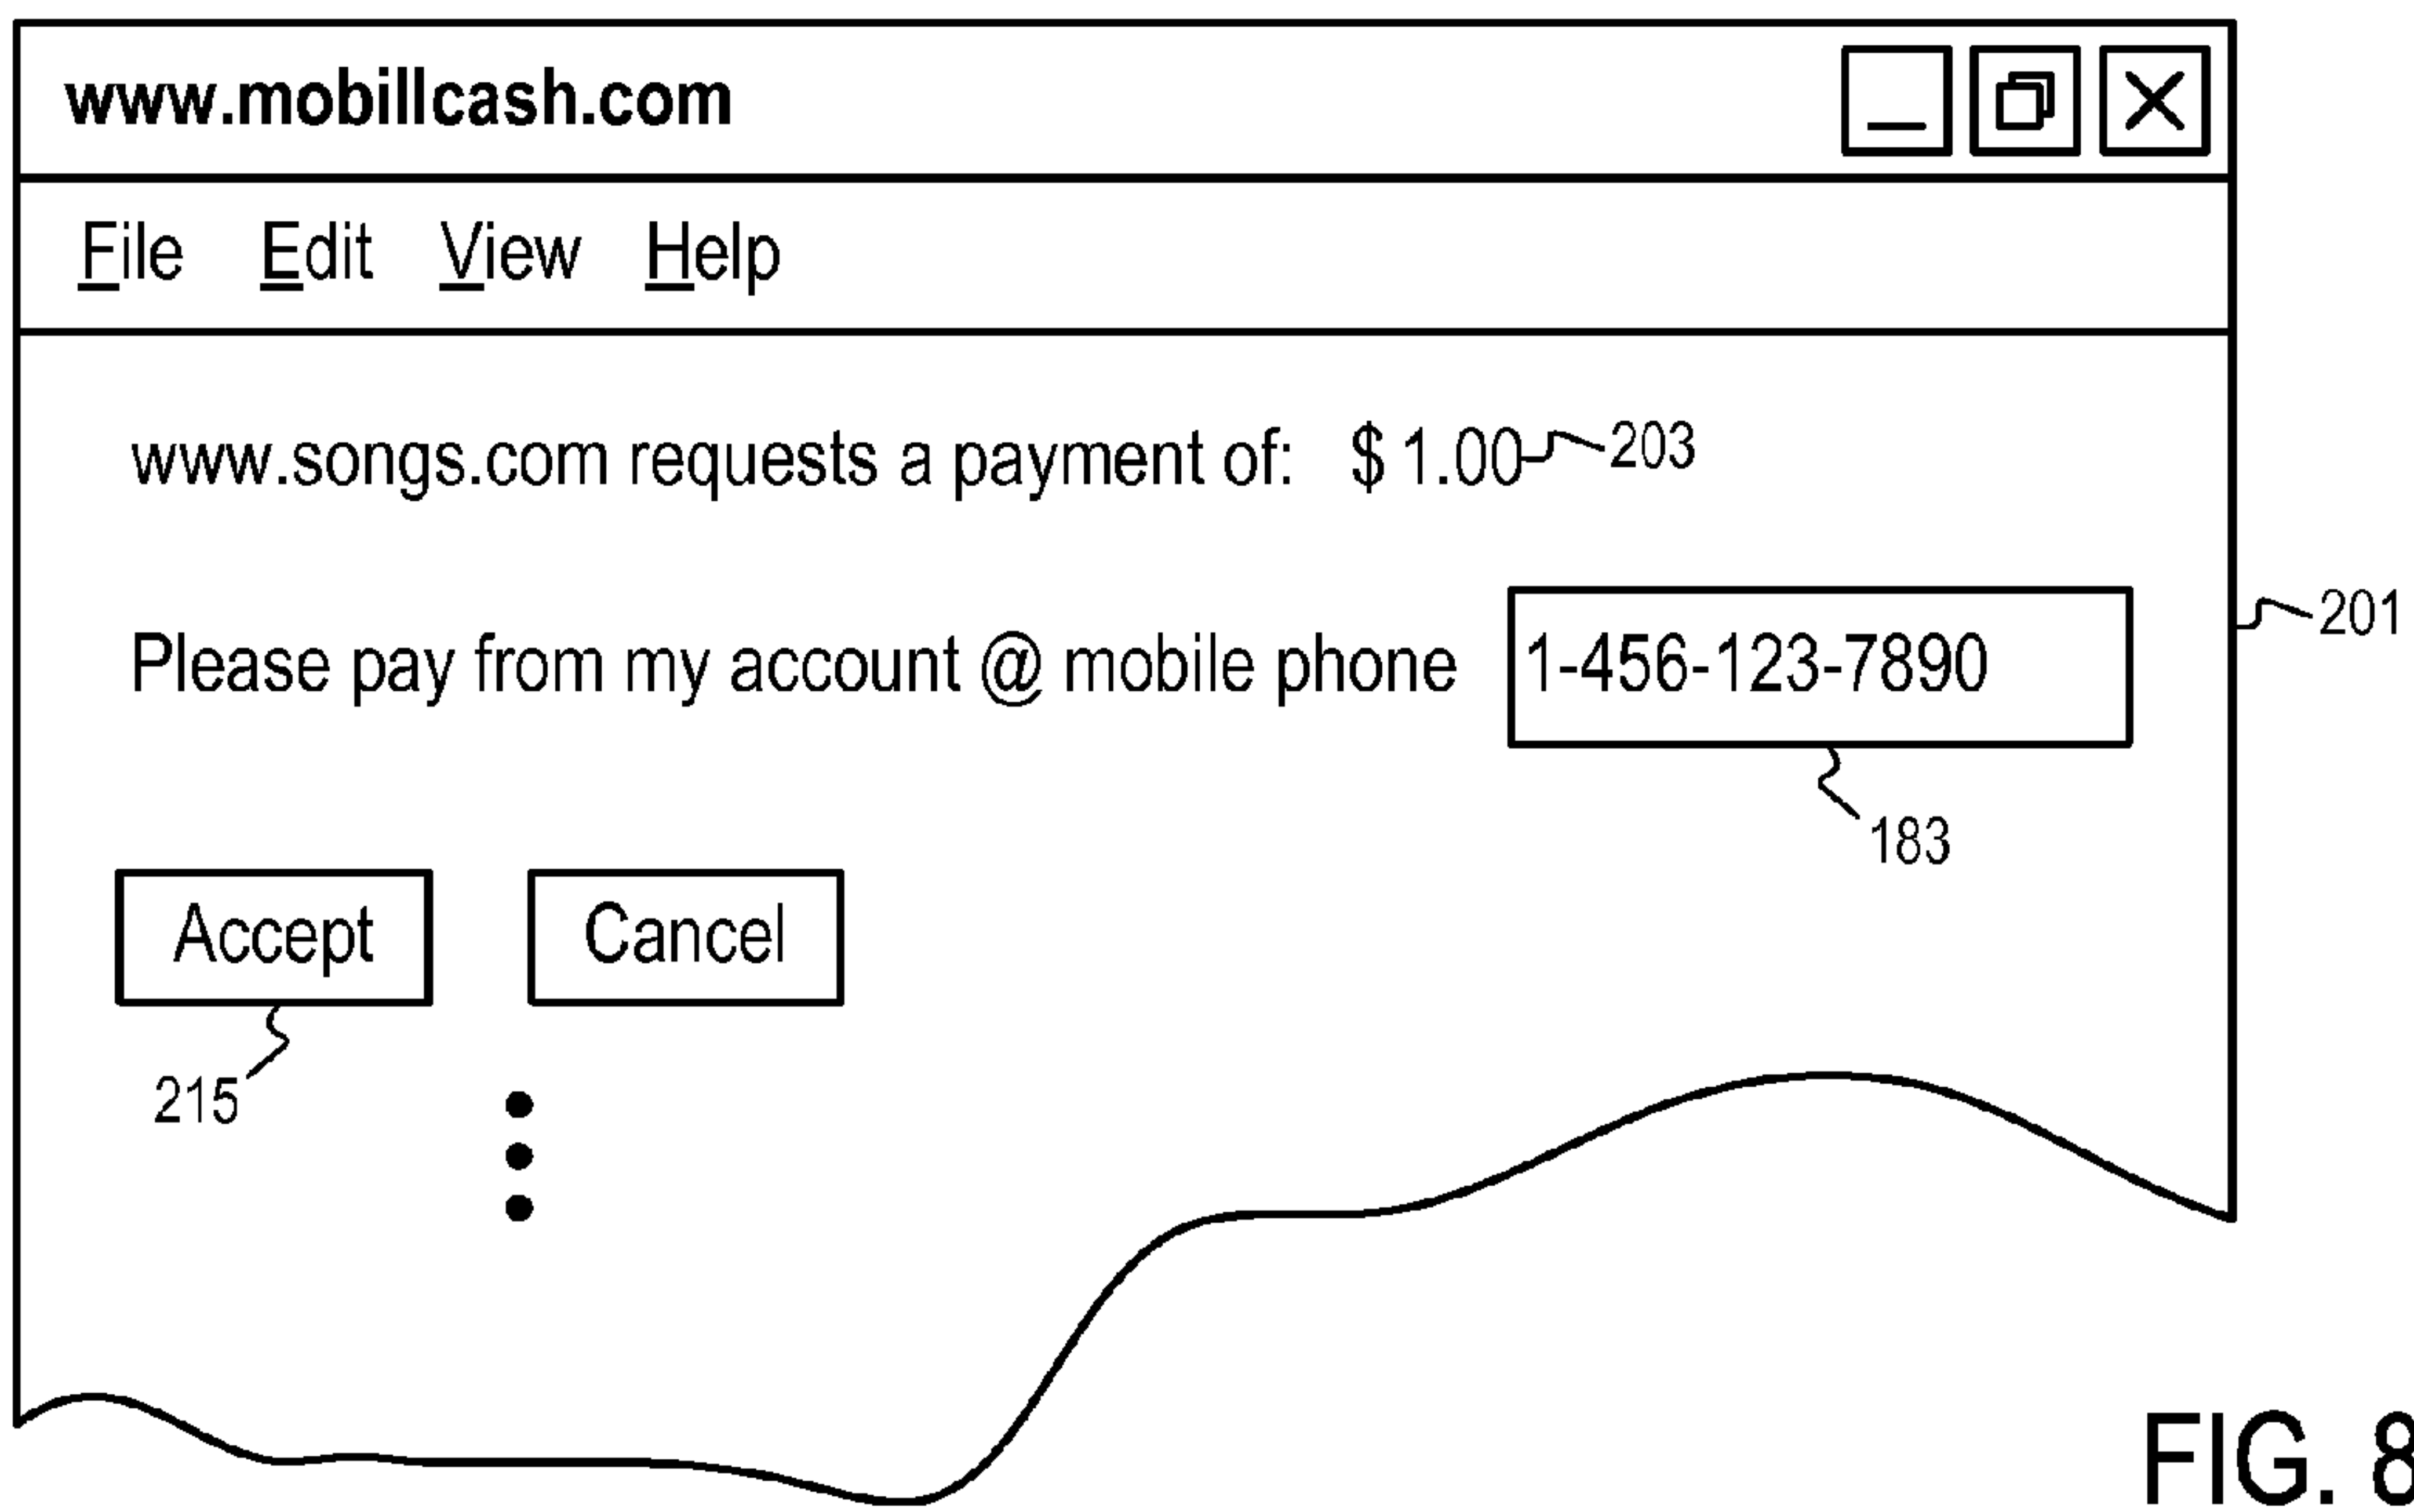 www.mobillcash.com
File Edit View Help
www.songs.com requests a payment of: $ 1.00 203
201
Please pay from my account @ mobile phone 1-456-123-7890
183
Accept Cancel
215
FIG. 8